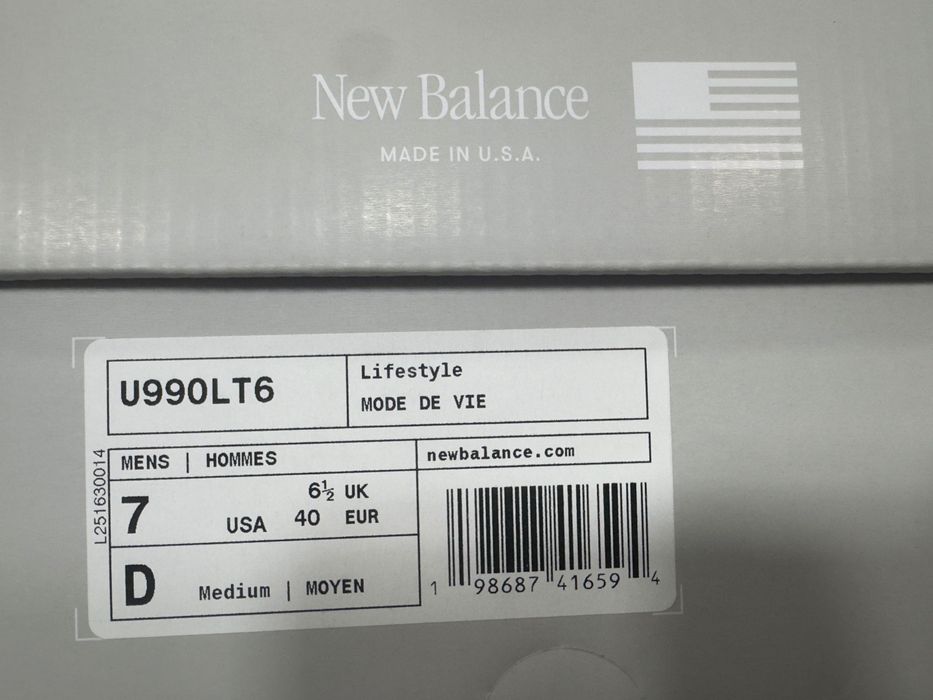 New Balance
MADE IN U.S.A.
U990LT6
Lifestyle
MODE DE VIE
MENS | HOMMES
newbalance.com
L251630014
7 USA 6½ UK
40 EUR
D Medium | MOYEN
1 98687 41659 4